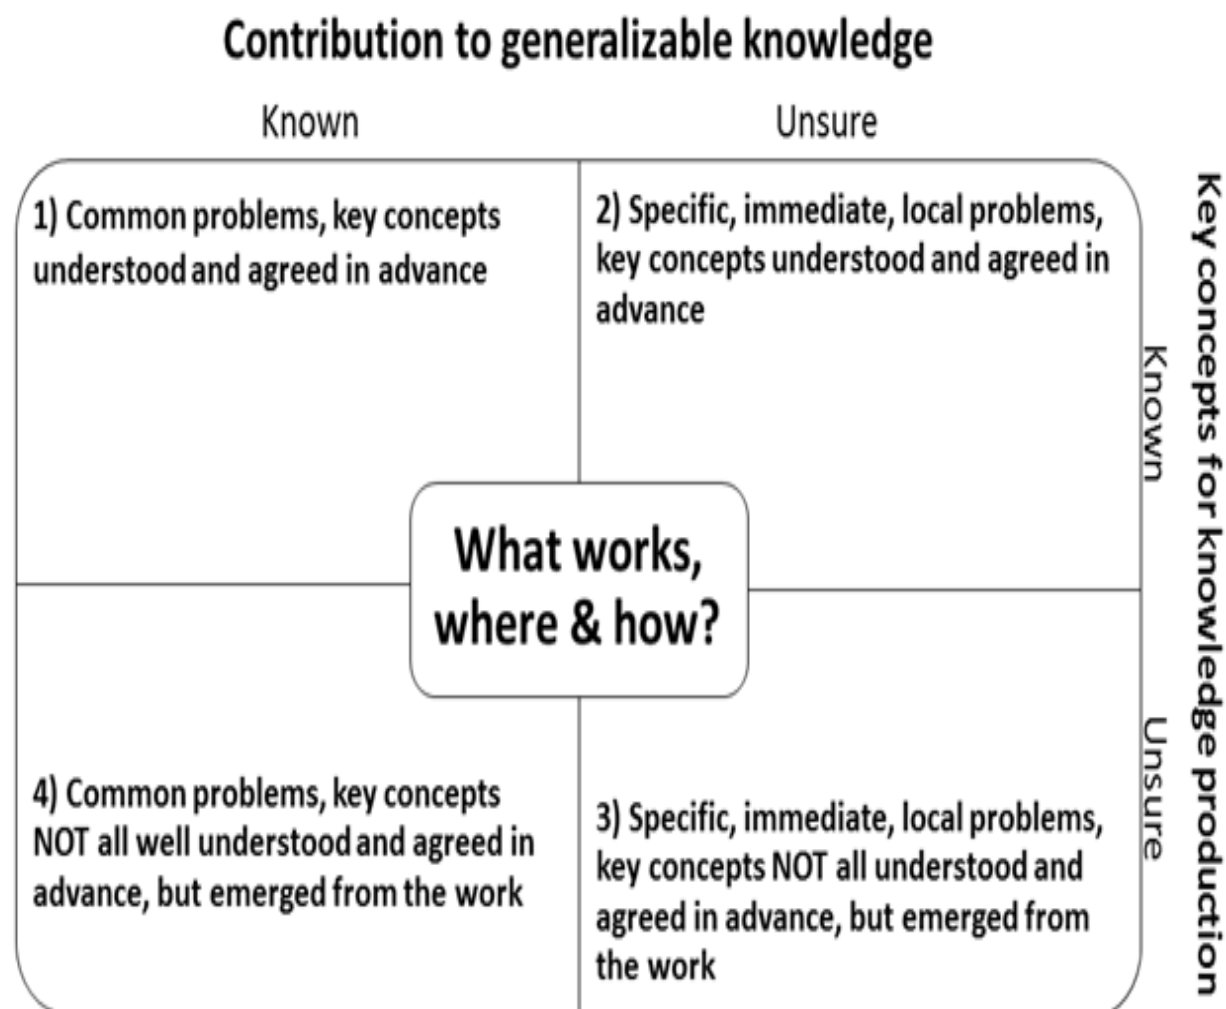 Contribution to generalizable knowledge
Known
Unsure
1) Common problems, key concepts
understood and agreed in advance
2) Specific, immediate, local problems,
key concepts understood and agreed in
advance
Known
Key concepts for knowledge production
What works,
where & how?
4) Common problems, key concepts
NOT all well understood and agreed in
advance, but emerged from the work
3) Specific, immediate, local problems,
key concepts NOT all understood and
agreed in advance, but emerged from
the work
Unsure